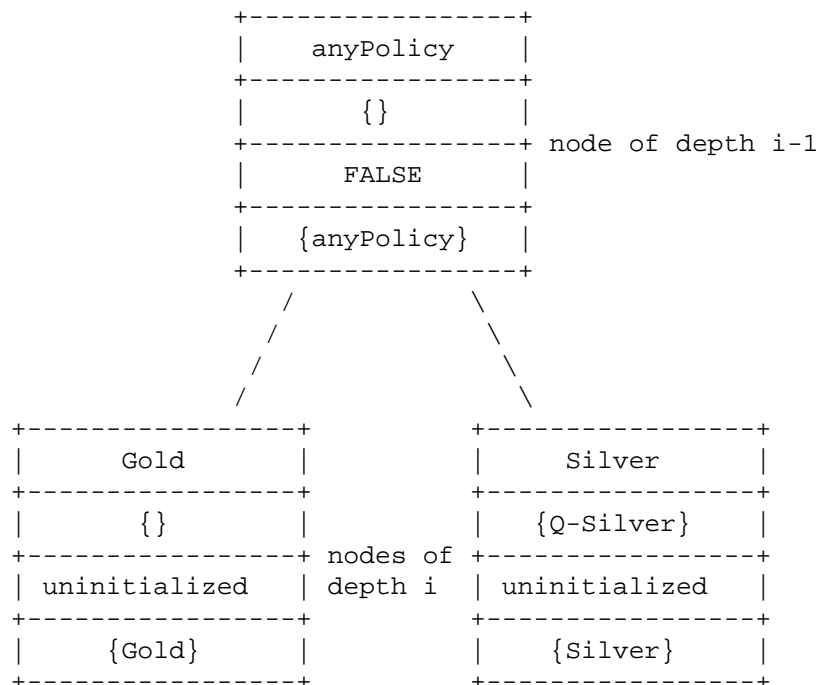 anyPolicy
{}
node of depth i-1
FALSE
{anyPolicy}
Gold
Silver
{}
{Q-Silver}
nodes of
depth i
uninitialized
uninitialized
{Gold}
{Silver}